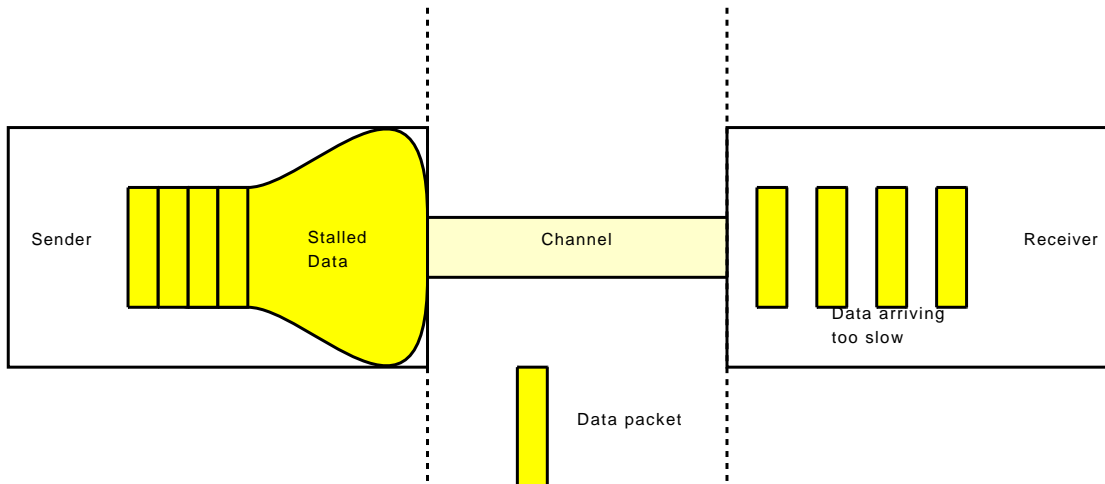 Sender
Stalled
Data
Channel
Receiver
Data arriving
too slow
Data packet